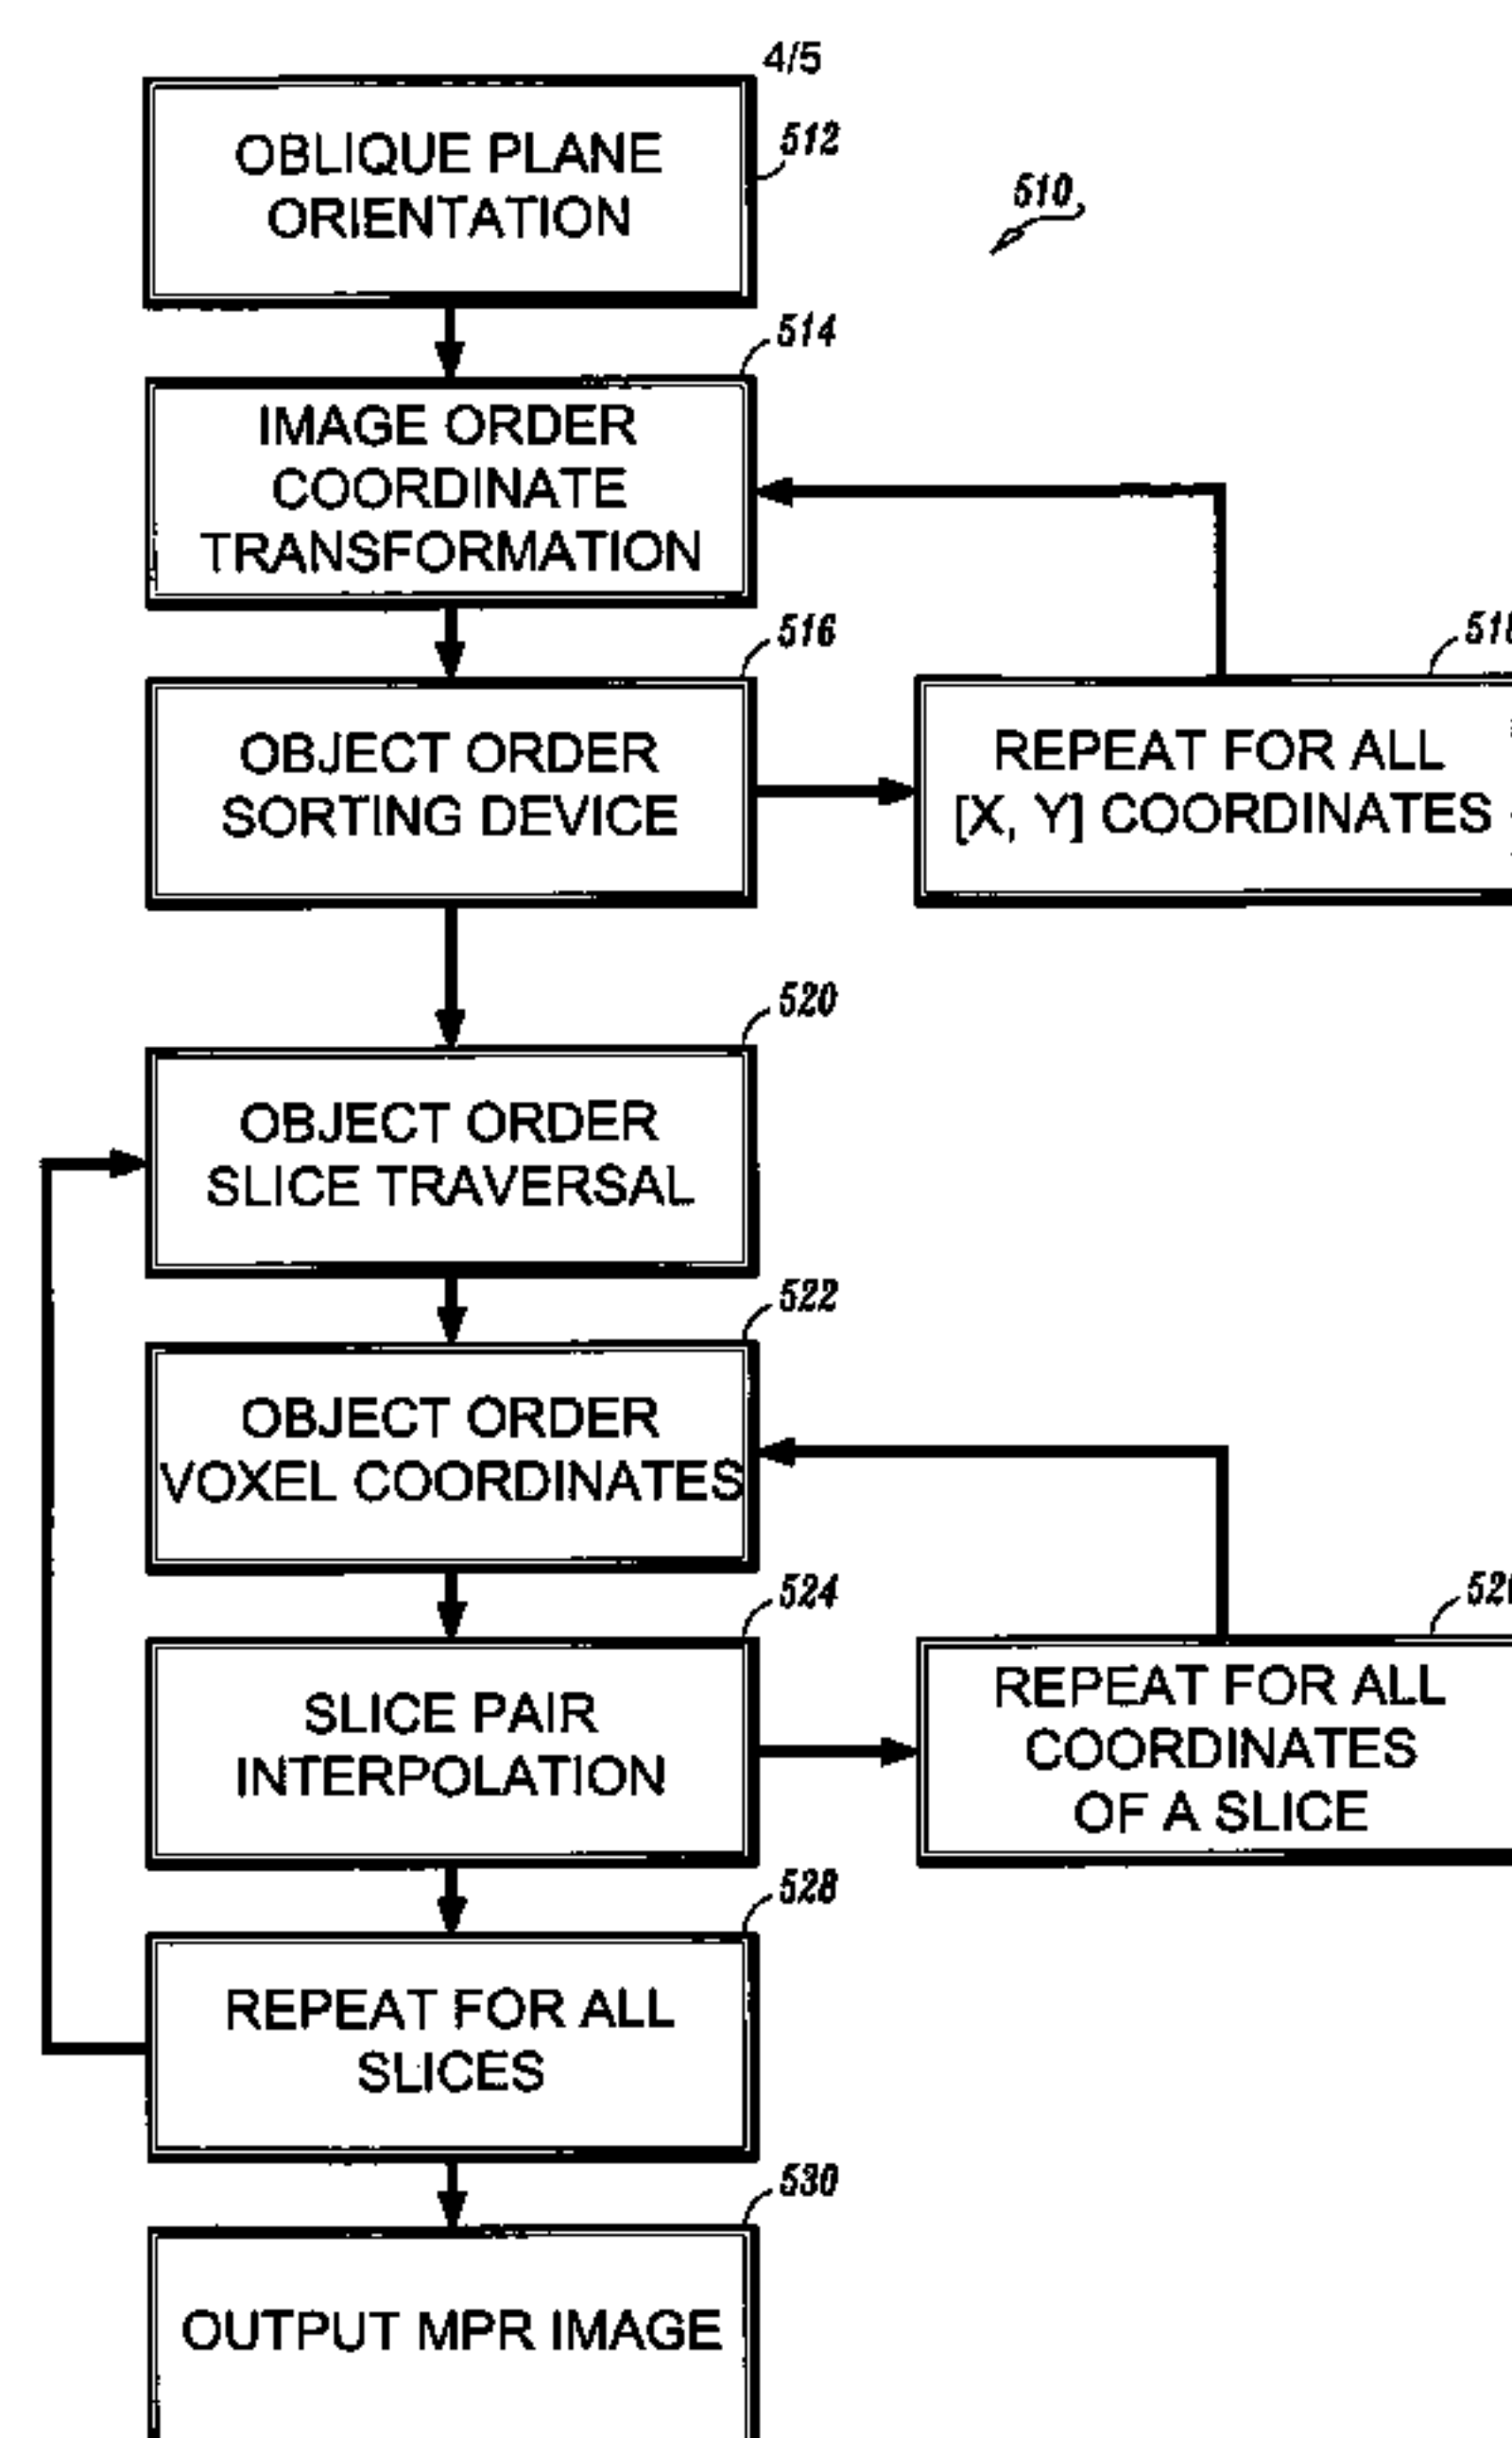 4/5
OBLIQUE PLANE
ORIENTATION
512
510
514
IMAGE ORDER
COORDINATE
TRANSFORMATION
516
OBJECT ORDER
SORTING DEVICE
REPEAT FOR ALL
[X, Y] COORDINATES
520
OBJECT ORDER
SLICE TRAVERSAL
522
OBJECT ORDER
VOXEL COORDINATES
524
SLICE PAIR
INTERPOLATION
REPEAT FOR ALL
COORDINATES
OF A SLICE
528
REPEAT FOR ALL
SLICES
530
OUTPUT MPR IMAGE